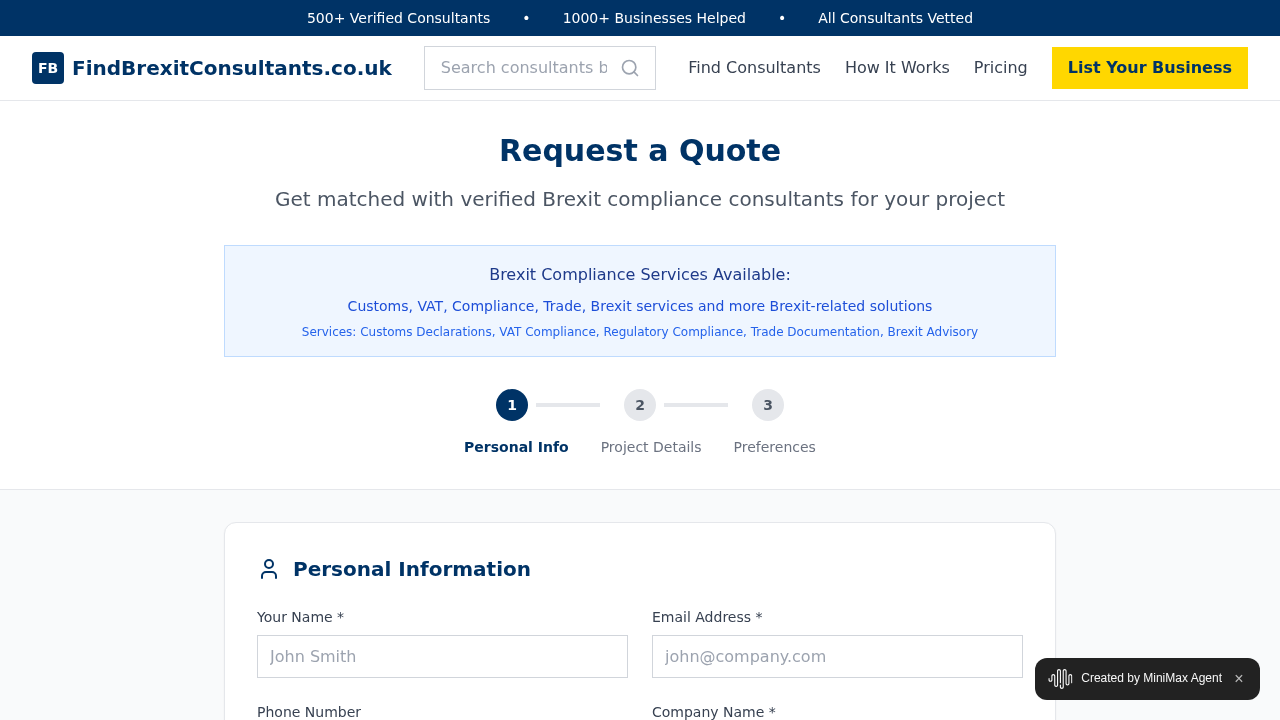 500+ Verified Consultants • 1000+ Businesses Helped • All Consultants Vetted
FB FindBrexitConsultants.co.uk
Search consultants b
Find Consultants How It Works Pricing List Your Business
Request a Quote
Get matched with verified Brexit compliance consultants for your project
Brexit Compliance Services Available:
Customs, VAT, Compliance, Trade, Brexit services and more Brexit-related solutions
Services: Customs Declarations, VAT Compliance, Regulatory Compliance, Trade Documentation, Brexit Advisory
1 2 3
Personal Info Project Details Preferences
Personal Information
Your Name * Email Address *
John Smith john@company.com
Created by MiniMax Agent ×
Phone Number Company Name *